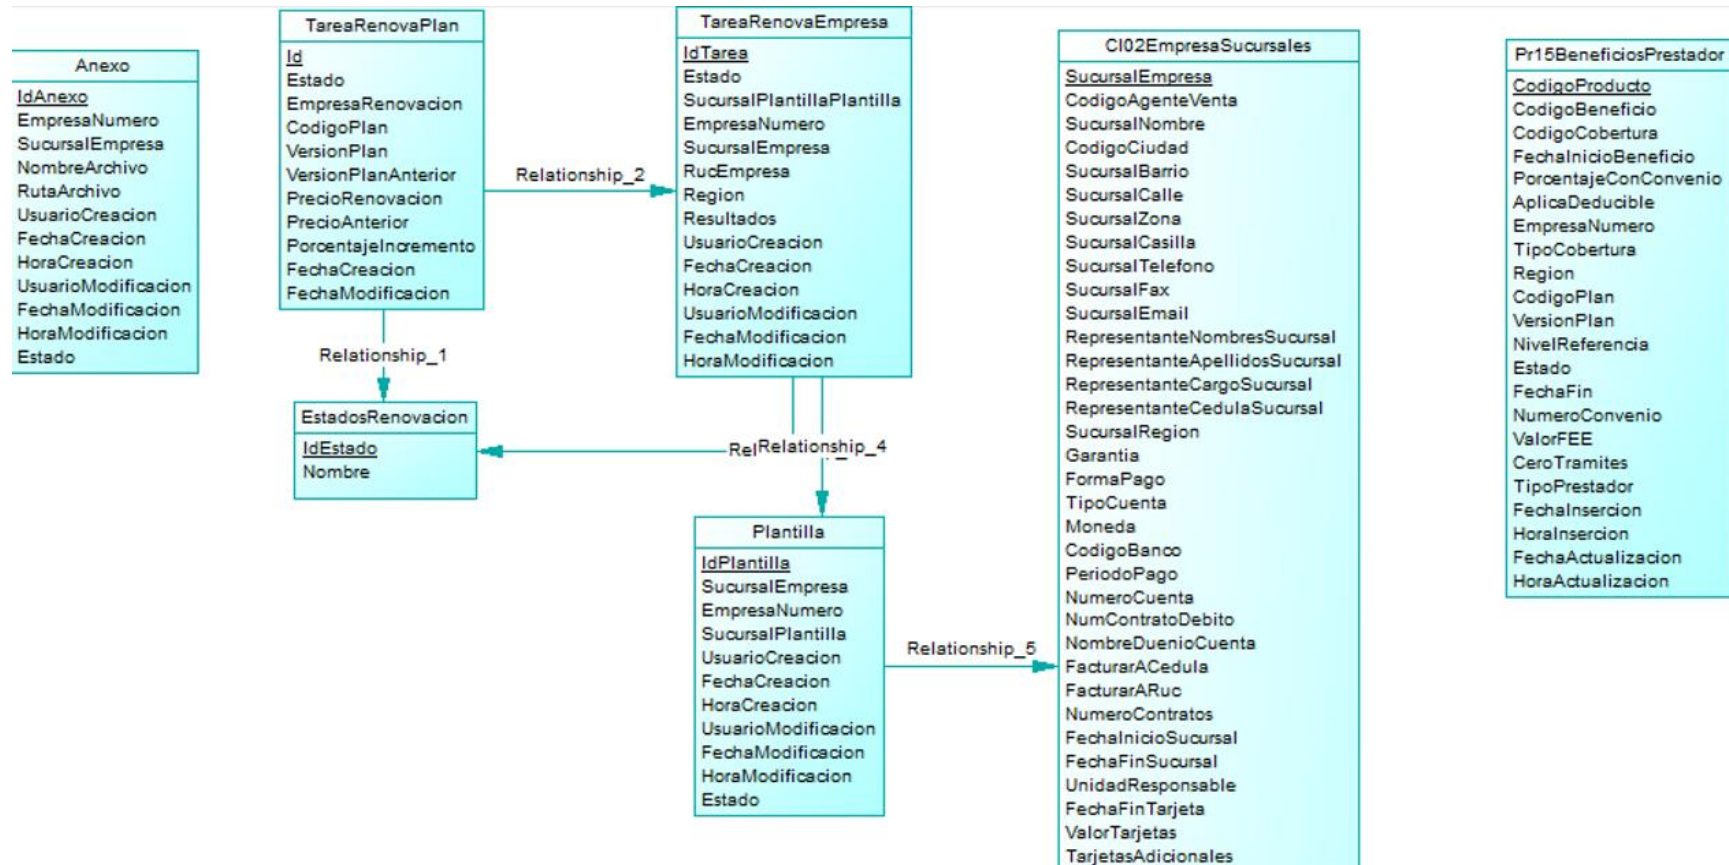 Anexo
IdAnexo
EmpresaNumero
SucursalEmpresa
NombreArchivo
RutaArchivo
UsuarioCreacion
FechaCreacion
HoraCreacion
UsuarioModificacion
FechaModificacion
HoraModificacion
Estado
TareaRenovaPlan
Id
Estado
EmpresaRenovacion
CodigoPlan
VersionPlan
VersionPlanAnterior
PrecioRenovacion
PrecioAnterior
PorcentajeIncremento
FechaCreacion
FechaModificacion
Relationship_1
EstadosRenovacion
IdEstado
Nombre
Relationship_2
TareaRenovaEmpresa
IdTarea
Estado
SucursalPlantillaPlantilla
EmpresaNumero
SucursalEmpresa
RucEmpresa
Region
Resultados
UsuarioCreacion
FechaCreacion
HoraCreacion
UsuarioModificacion
FechaModificacion
HoraModificacion
Relationship_4
Plantilla
IdPlantilla
SucursalEmpresa
EmpresaNumero
SucursalPlantilla
UsuarioCreacion
FechaCreacion
HoraCreacion
UsuarioModificacion
FechaModificacion
HoraModificacion
Estado
Relationship_5
Cl02EmpresaSucursales
SucursalEmpresa
CodigoAgenteVenta
SucursalNombre
CodigoCiudad
SucursalBarrio
SucursalCalle
SucursalZona
SucursalCasilla
SucursalTelefono
SucursalFax
SucursalEmail
RepresentanteNombresSucursal
RepresentanteApellidosSucursal
RepresentanteCargoSucursal
RepresentanteCedulaSucursal
SucursalRegion
Garantia
FormaPago
TipoCuenta
Moneda
CodigoBanco
PeriodoPago
NumeroCuenta
NumContratoDebito
NombreDuenioCuenta
FacturarACedula
FacturarARuc
NumeroContratos
FechaInicioSucursal
FechaFinSucursal
UnidadResponsable
FechaFinTarjeta
ValorTarjetas
TarjetasAdicionales
Pr15BeneficiosPrestador
CodigoProducto
CodigoBeneficio
CodigoCobertura
FechaInicioBeneficio
PorcentajeConConvenio
AplicaDeducible
EmpresaNumero
TipoCobertura
Region
CodigoPlan
VersionPlan
NivelReferencia
Estado
FechaFin
NumeroConvenio
ValorFEE
CeroTramites
TipoPrestador
FechaInsercion
HoraInsercion
FechaActualizacion
HoraActualizacion